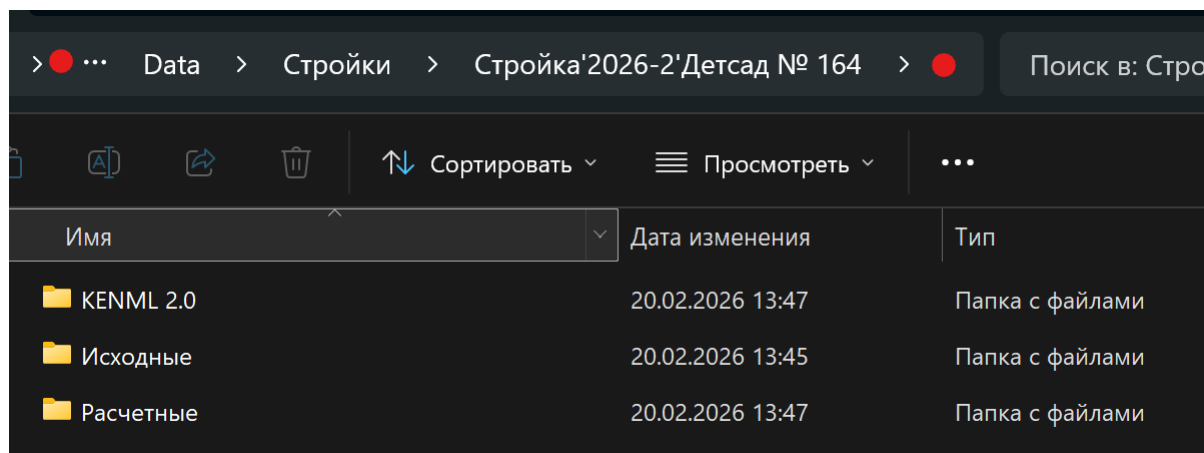 > ... Data > Стройки > Стройка'2026-2'Детсад № 164 > Поиск в: Стро
Сортировать Просмотреть ...
Имя Дата изменения Тип
KENML 2.0 20.02.2026 13:47 Папка с файлами
Исходные 20.02.2026 13:45 Папка с файлами
Расчетные 20.02.2026 13:47 Папка с файлами